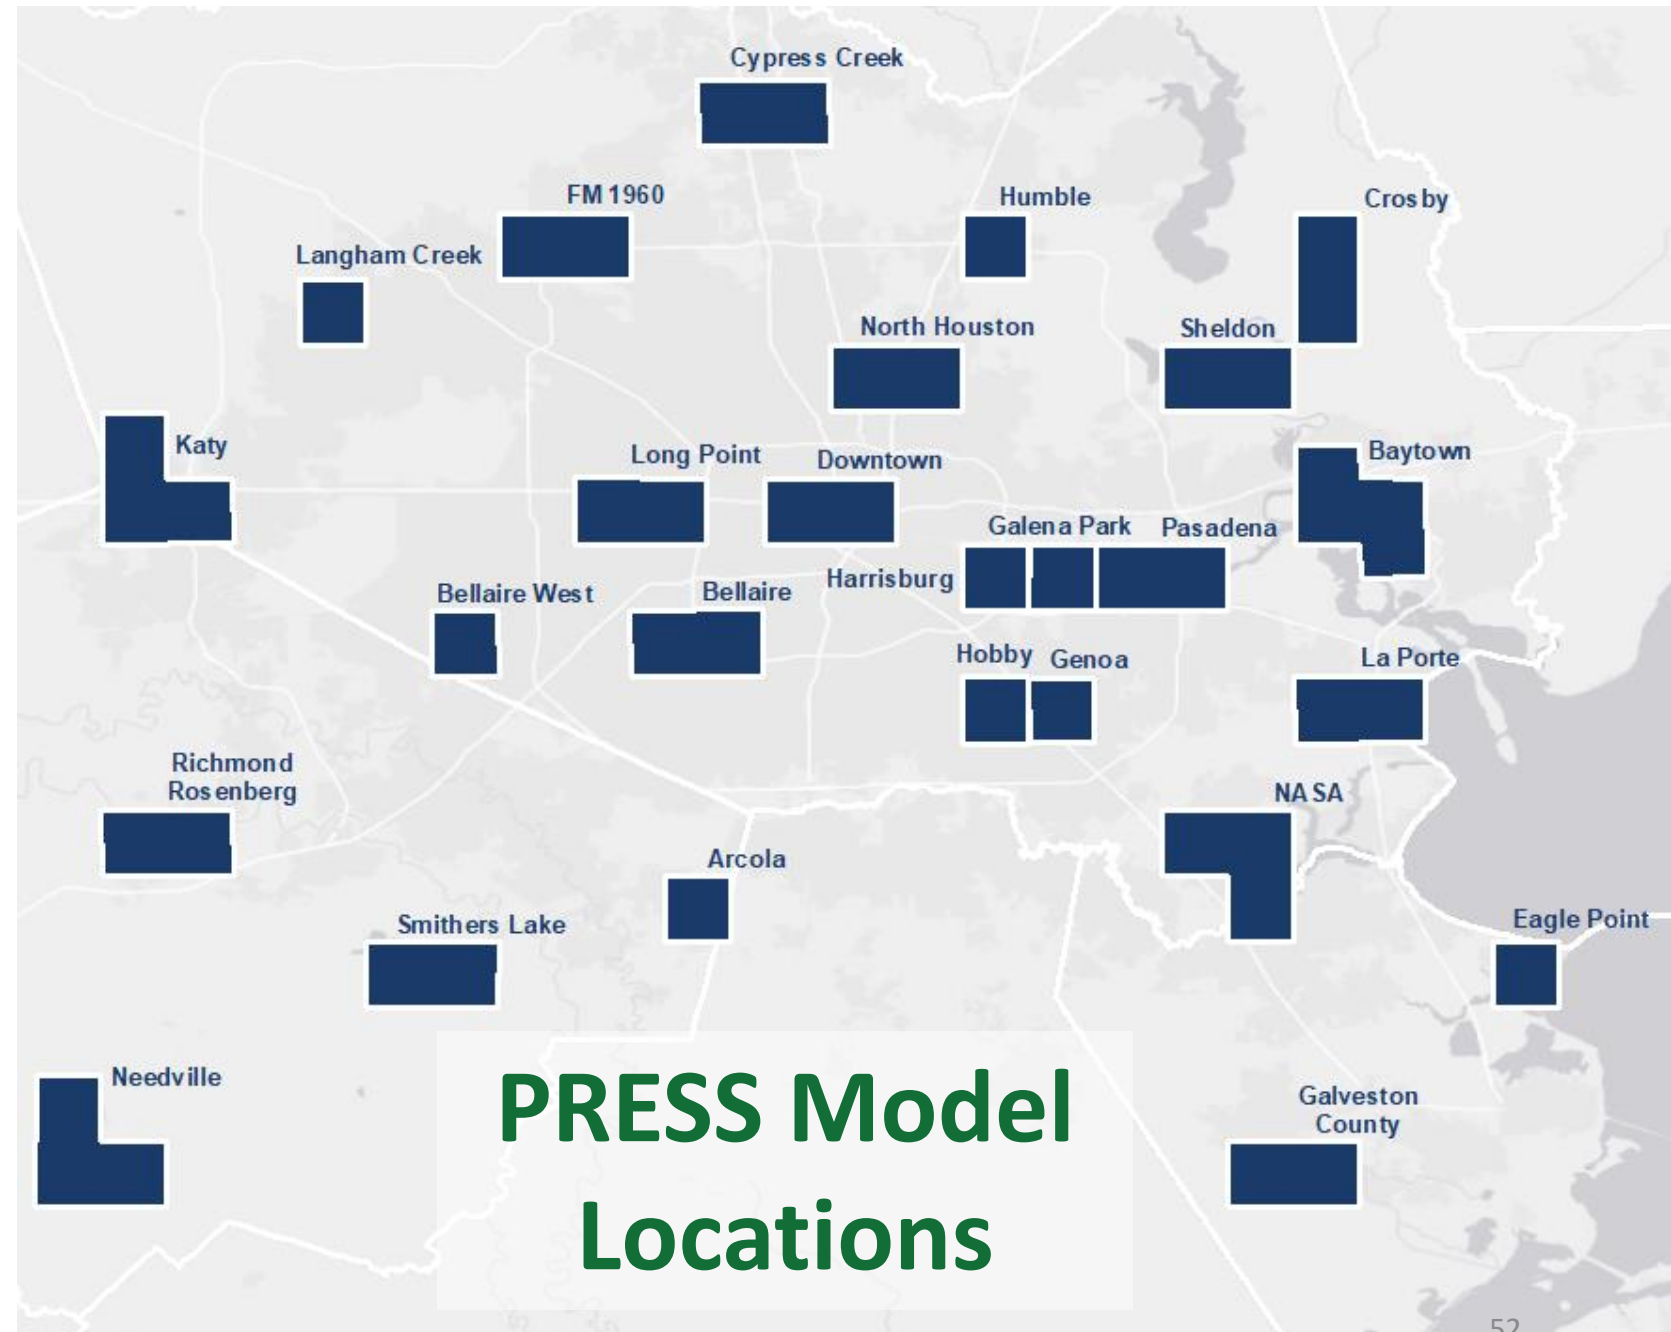 Cypress Creek
FM 1960
Humble
Crosby
Langham Creek
North Houston
Sheldon
Katy
Long Point
Downtown
Baytown
Galena Park
Pasadena
Harrisburg
Bellaire West
Bellaire
Hobby
Genoa
La Porte
Richmond
Rosenberg
NASA
Arcola
Smithers Lake
Eagle Point
Needville
Galveston
County
PRESS Model
Locations
52